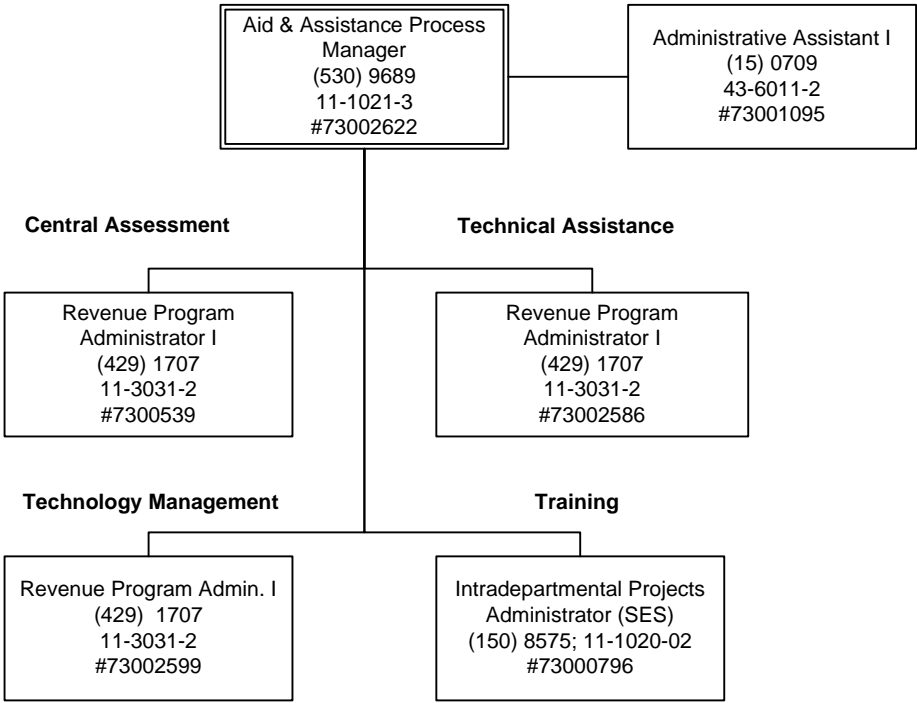 Aid & Assistance Process
Manager
(530) 9689
11-1021-3
#73002622
Administrative Assistant I
(15) 0709
43-6011-2
#73001095
Central Assessment
Technical Assistance
Revenue Program
Administrator I
(429) 1707
11-3031-2
#7300539
Revenue Program
Administrator I
(429) 1707
11-3031-2
#73002586
Technology Management
Training
Revenue Program Admin. I
(429)  1707
11-3031-2
#73002599
Intradepartmental Projects
Administrator (SES)
(150) 8575; 11-1020-02
#73000796